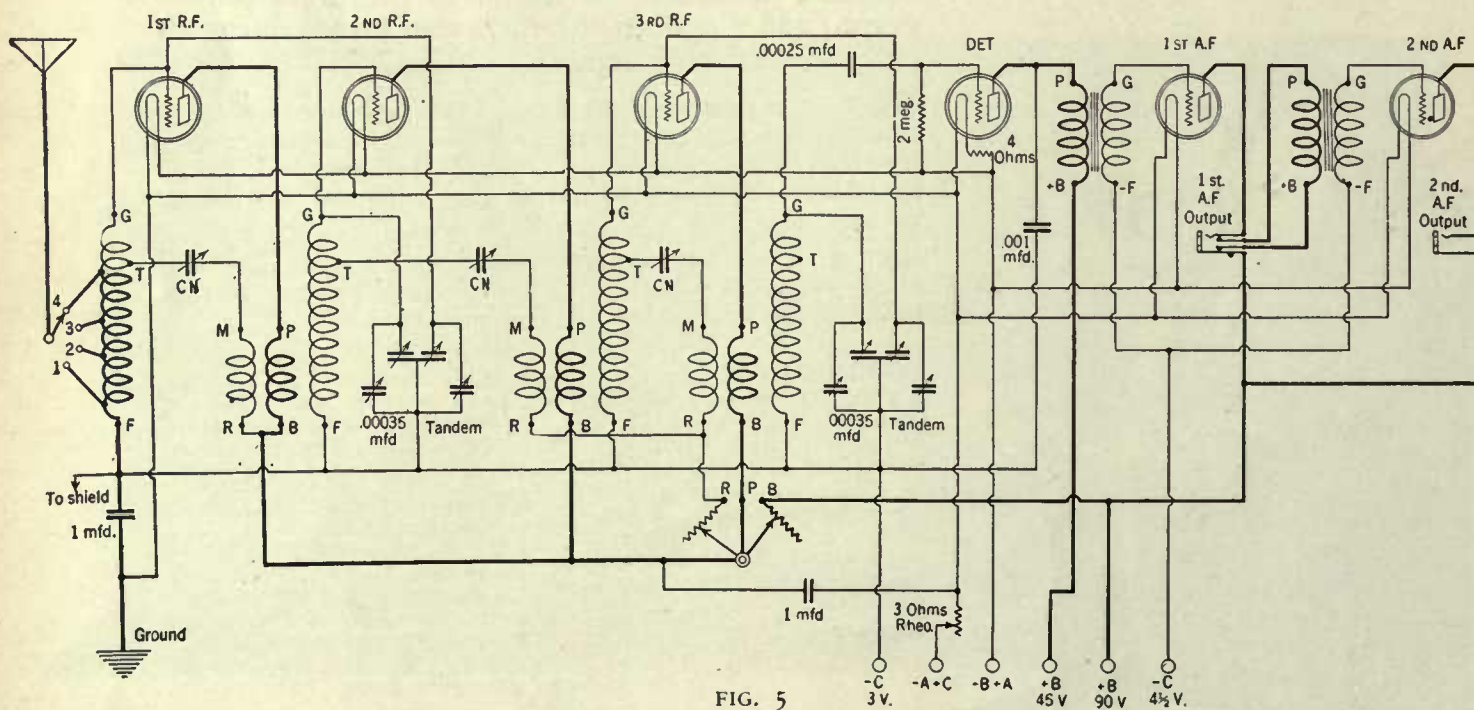 1ST R.F.
2ND R.F.
3RD R.F
.00025 mfd
DET
1ST A.F
2ND A.F
2 meg.
4
Ohms
P
G
+B
-F
P
G
+B
-F
1 st.
A.F
Output
2 nd.
A.F
Output
.001
mfd.
G
T
CN
4
3
2
1
F
M
P
R
B
G
T
CN
F
.00035
mfd
Tandem
M
P
R
B
G
T
CN
F
M
P
R
B
G
T
F
.00035
mfd
Tandem
To shield
1 mfd.
Ground
R P B
1 mfd
3 Ohms
Rheo.
-C
3 V.
-A+C
-B+A
+B
45 V
+B
90 V
-C
4½ V.
FIG. 5